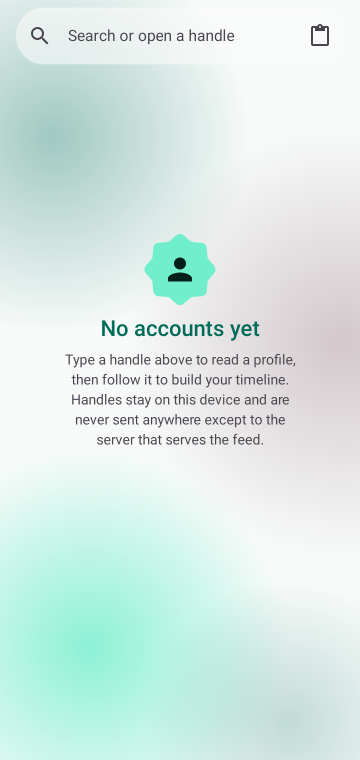 Search or open a handle
No accounts yet
Type a handle above to read a profile,
then follow it to build your timeline.
Handles stay on this device and are
never sent anywhere except to the
server that serves the feed.